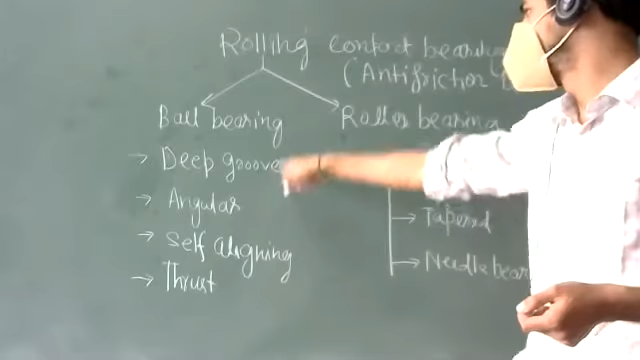 Rolling contact bearing
(Antifriction
Ball bearing
Roller bearing
→ Deep groove
→ Angular
→ Self aligning
→ Thrust
→ Tapered
→ Needle bear